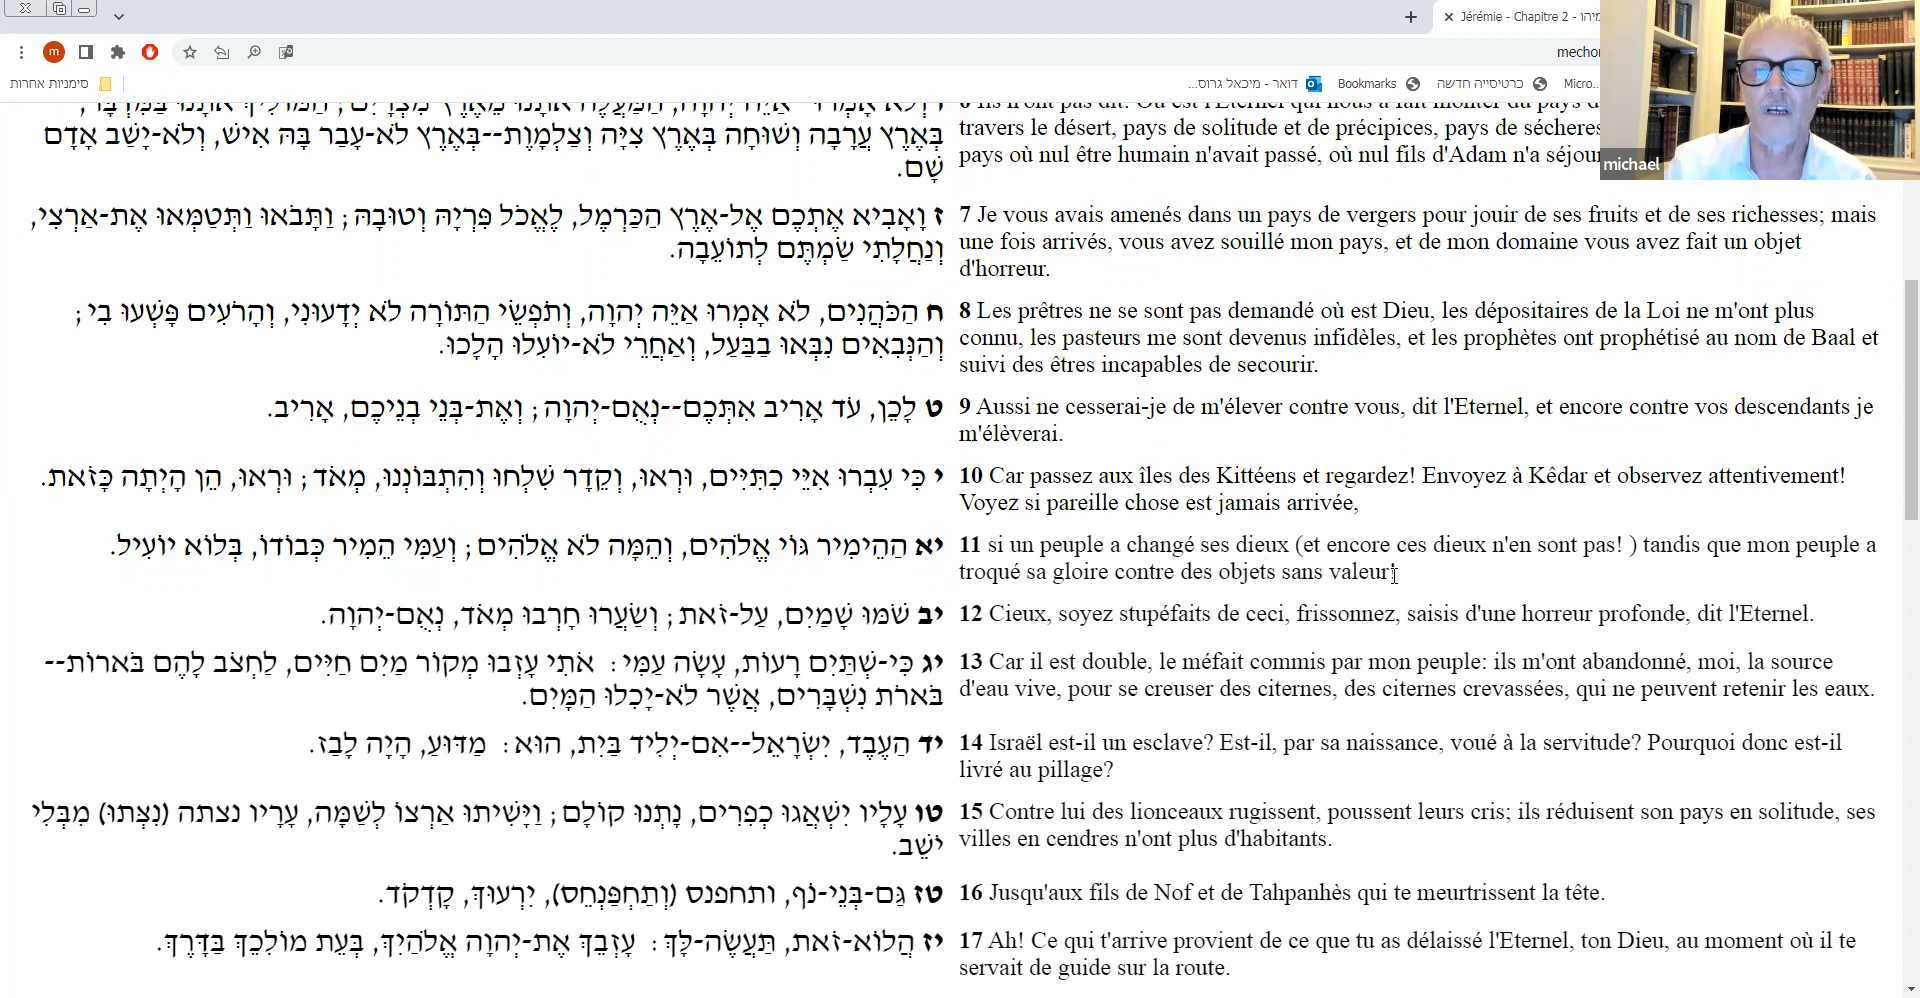 Jérémie - Chapitre 2 - יהו
m
mechon
סימניות אחרות
דואר - מיכאל גרוס...
Bookmarks
כרטיסייה חדשה
Micro...
michael
בְּאֶרֶץ עֲרָבָה וְשׁוּחָה בְּאֶרֶץ צִיָּה וְצַלְמָוֶת--בְּאֶרֶץ לֹא-עָבַר בָּהּ אִישׁ, וְלֹא-יָשַׁב אָדָם
שָׁם.
6 Ils n'ont pas dit: Où est l'Eternel qui nous a fait monter du pays d
travers le désert, pays de solitude et de précipices, pays de sécheres
pays où nul être humain n'avait passé, où nul fils d'Adam n'a séjour
ז וָאָבִיא אֶתְכֶם אֶל-אֶרֶץ הַכַּרְמֶל, לֶאֱכֹל פִּרְיָהּ וְטוּבָהּ; וַתָּבֹאוּ וַתְּטַמְּאוּ אֶת-אַרְצִי,
וְנַחֲלָתִי שַׂמְתֶּם לְתוֹעֵבָה.
7 Je vous avais amenés dans un pays de vergers pour jouir de ses fruits et de ses richesses; mais
une fois arrivés, vous avez souillé mon pays, et de mon domaine vous avez fait un objet
d'horreur.
ח הַכֹּהֲנִים, לֹא אָמְרוּ אַיֵּה יְהוָה, וְתֹפְשֵׂי הַתּוֹרָה לֹא יְדָעוּנִי, וְהָרֹעִים פָּשְׁעוּ בִי;
וְהַנְּבִאִים נִבְּאוּ בַבַּעַל, וְאַחֲרֵי לֹא-יוֹעִלוּ הָלָכוּ.
8 Les prêtres ne se sont pas demandé où est Dieu, les dépositaires de la Loi ne m'ont plus
connu, les pasteurs me sont devenus infidèles, et les prophètes ont prophétisé au nom de Baal et
suivi des êtres incapables de secourir.
ט לָכֵן, עֹד אָרִיב אִתְּכֶם--נְאֻם-יְהוָה; וְאֶת-בְּנֵי בְנֵיכֶם, אָרִיב.
9 Aussi ne cesserai-je de m'élever contre vous, dit l'Eternel, et encore contre vos descendants je
m'élèverai.
י כִּי עִבְרוּ אִיֵּי כִתִּיִּים, וּרְאוּ, וְקֵדָר שִׁלְחוּ וְהִתְבּוֹנְנוּ, מְאֹד; וּרְאוּ, הֵן הָיְתָה כָּזֹאת.
10 Car passez aux îles des Kittéens et regardez! Envoyez à Kêdar et observez attentivement!
Voyez si pareille chose est jamais arrivée,
יא הַהֵימִיר גּוֹי אֱלֹהִים, וְהֵמָּה לֹא אֱלֹהִים; וְעַמִּי הֵמִיר כְּבוֹדוֹ, בְּלוֹא יוֹעִיל.
11 si un peuple a changé ses dieux (et encore ces dieux n'en sont pas! ) tandis que mon peuple a
troqué sa gloire contre des objets sans valeur!
יב שֹׁמּוּ שָׁמַיִם, עַל-זֹאת; וְשַׂעֲרוּ חָרְבוּ מְאֹד, נְאֻם-יְהוָה.
12 Cieux, soyez stupéfaits de ceci, frissonnez, saisis d'une horreur profonde, dit l'Eternel.
יג כִּי-שְׁתַּיִם רָעוֹת, עָשָׂה עַמִּי: אֹתִי עָזְבוּ מְקוֹר מַיִם חַיִּים, לַחְצֹב לָהֶם בֹּארוֹת--
בֹּארֹת נִשְׁבָּרִים, אֲשֶׁר לֹא-יָכִלוּ הַמָּיִם.
13 Car il est double, le méfait commis par mon peuple: ils m'ont abandonné, moi, la source
d'eau vive, pour se creuser des citernes, des citernes crevassées, qui ne peuvent retenir les eaux.
יד הַעֶבֶד, יִשְׂרָאֵל--אִם-יְלִיד בַּיִת, הוּא: מַדּוּעַ, הָיָה לָבַז.
14 Israël est-il un esclave? Est-il, par sa naissance, voué à la servitude? Pourquoi donc est-il
livré au pillage?
טו עָלָיו יִשְׁאֲגוּ כְפִרִים, נָתְנוּ קוֹלָם; וַיָּשִׁיתוּ אַרְצוֹ לְשַׁמָּה, עָרָיו נצתה (נִצְּתוּ) מִבְּלִי
יֹשֵׁב.
15 Contre lui des lionceaux rugissent, poussent leurs cris; ils réduisent son pays en solitude, ses
villes en cendres n'ont plus d'habitants.
טז גַּם-בְּנֵי-נֹף, ותחפנס (וְתַחְפַּנְחֵס), יִרְעוּךְ, קָדְקֹד.
16 Jusqu'aux fils de Nof et de Tahpanhès qui te meurtrissent la tête.
יז הֲלוֹא-זֹאת, תַּעֲשֶׂה-לָּךְ: עָזְבֵךְ אֶת-יְהוָה אֱלֹהַיִךְ, בְּעֵת מוֹלִכֵךְ בַּדָּרֶךְ.
17 Ah! Ce qui t'arrive provient de ce que tu as délaissé l'Eternel, ton Dieu, au moment où il te
servait de guide sur la route.